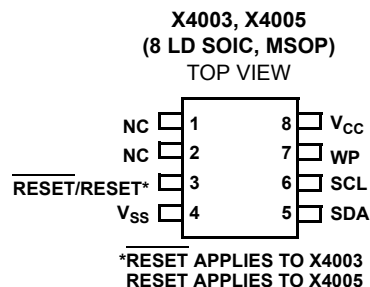 X4003, X4005
(8 LD SOIC, MSOP)
TOP VIEW
NC 1 8 VCC
NC 2 7 WP
RESET/RESET* 3 6 SCL
VSS 4 5 SDA
*RESET APPLIES TO X4003
RESET APPLIES TO X4005